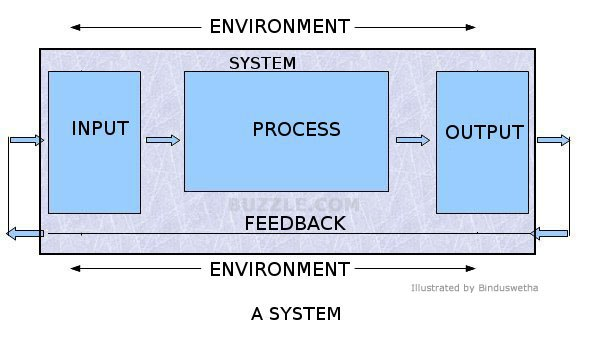 ENVIRONMENT
SYSTEM
INPUT
PROCESS
OUTPUT
BUZZLE.COM
FEEDBACK
ENVIRONMENT
Illustrated by Binduswetha
A SYSTEM